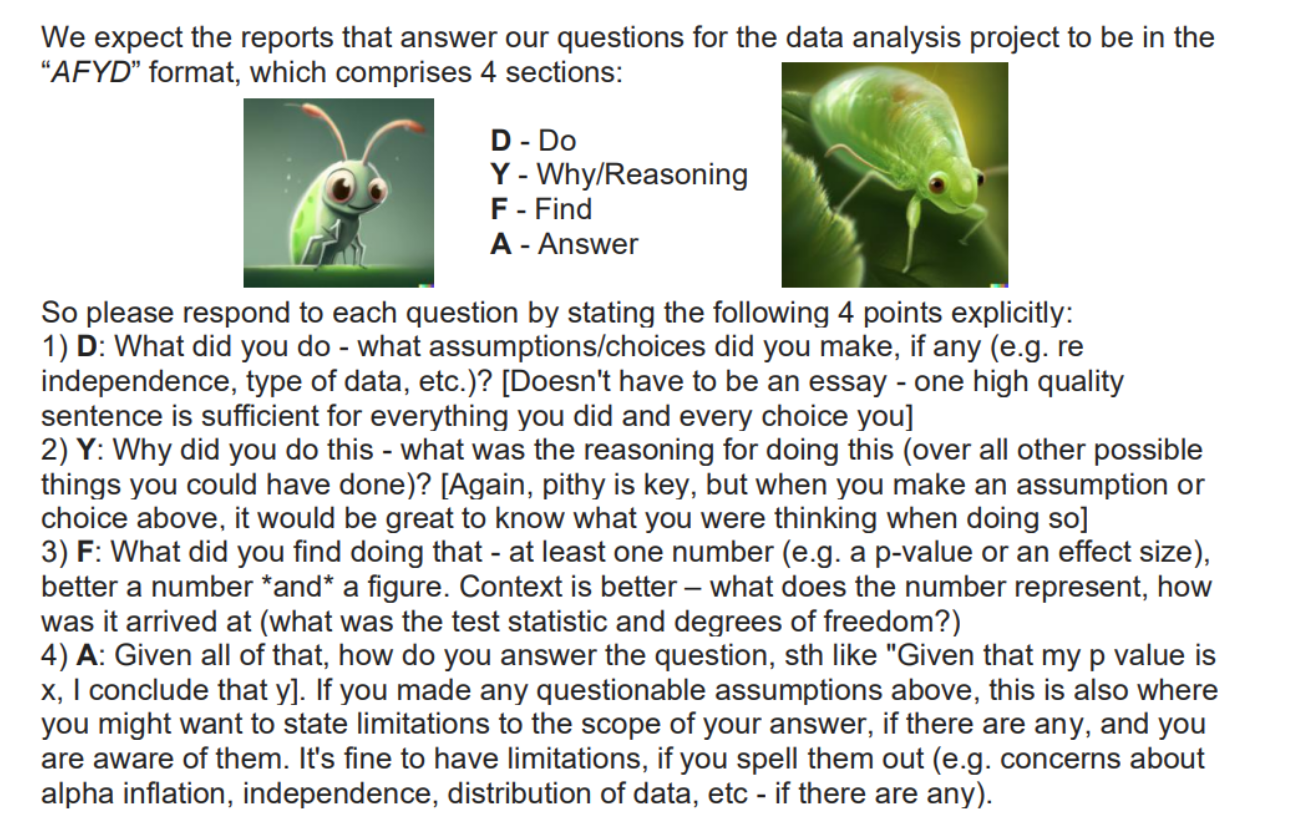 We expect the reports that answer our questions for the data analysis project to be in the
“AFYD” format, which comprises 4 sections:
D - Do
Y - Why/Reasoning
F - Find
A - Answer
So please respond to each question by stating the following 4 points explicitly:
1) D: What did you do - what assumptions/choices did you make, if any (e.g. re
independence, type of data, etc.)? [Doesn't have to be an essay - one high quality
sentence is sufficient for everything you did and every choice you]
2) Y: Why did you do this - what was the reasoning for doing this (over all other possible
things you could have done)? [Again, pithy is key, but when you make an assumption or
choice above, it would be great to know what you were thinking when doing so]
3) F: What did you find doing that - at least one number (e.g. a p-value or an effect size),
better a number *and* a figure. Context is better – what does the number represent, how
was it arrived at (what was the test statistic and degrees of freedom?)
4) A: Given all of that, how do you answer the question, sth like "Given that my p value is
x, I conclude that y]. If you made any questionable assumptions above, this is also where
you might want to state limitations to the scope of your answer, if there are any, and you
are aware of them. It's fine to have limitations, if you spell them out (e.g. concerns about
alpha inflation, independence, distribution of data, etc - if there are any).